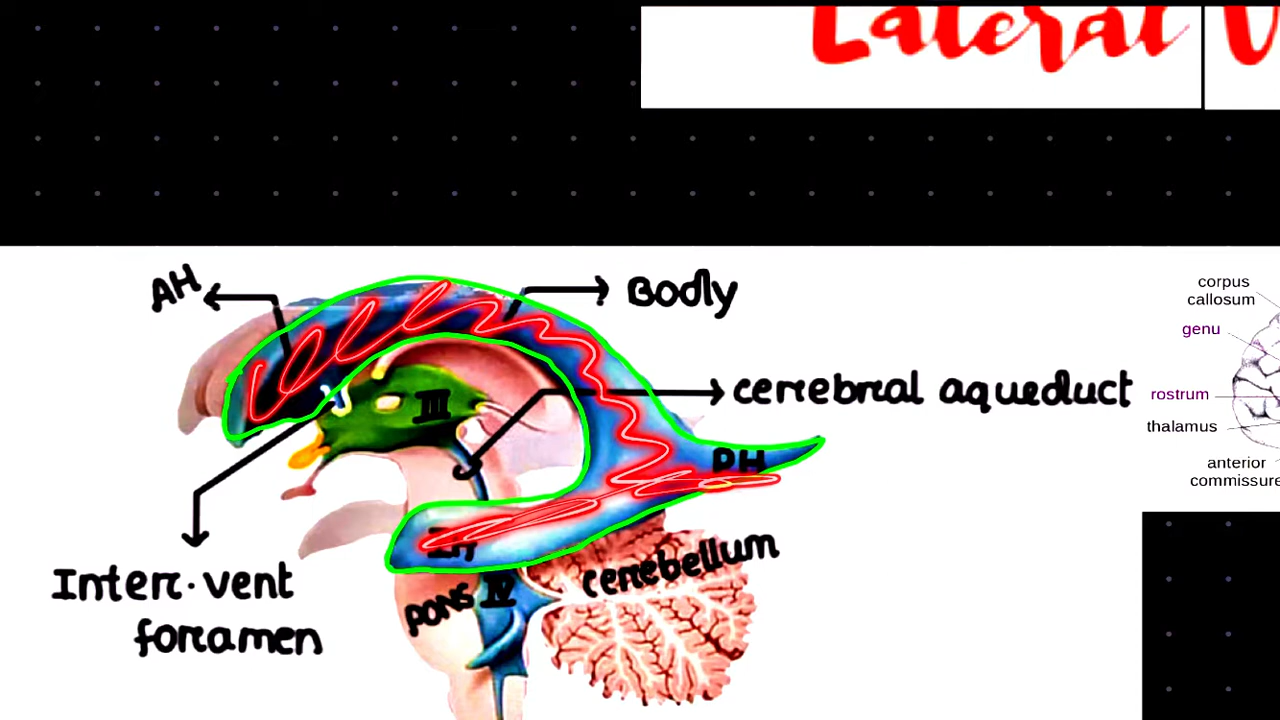 Lateral V
AH
Body
III
cerebral aqueduct
PH
Inter.vent
foramen
IH
PONS IV
cerebellum
corpus
callosum
genu
rostrum
thalamus
anterior
commissure